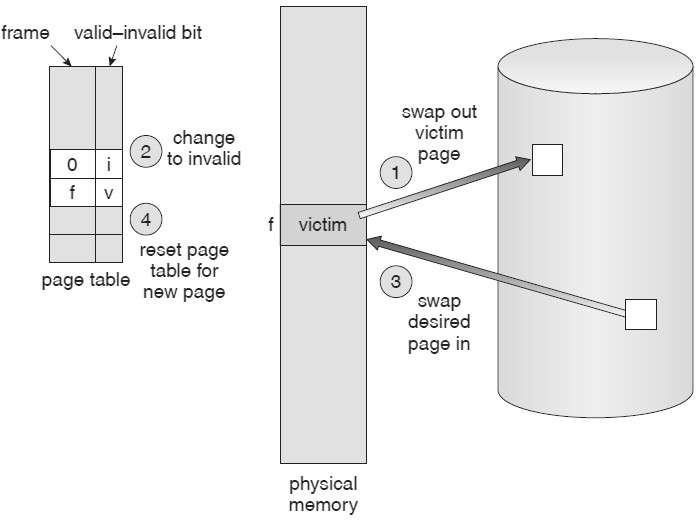 frame
valid–invalid bit
0
i
f
v
2
change
to invalid
4
reset page
table for
new page
page table
f
victim
physical
memory
swap out
victim
page
1
3
swap
desired
page in